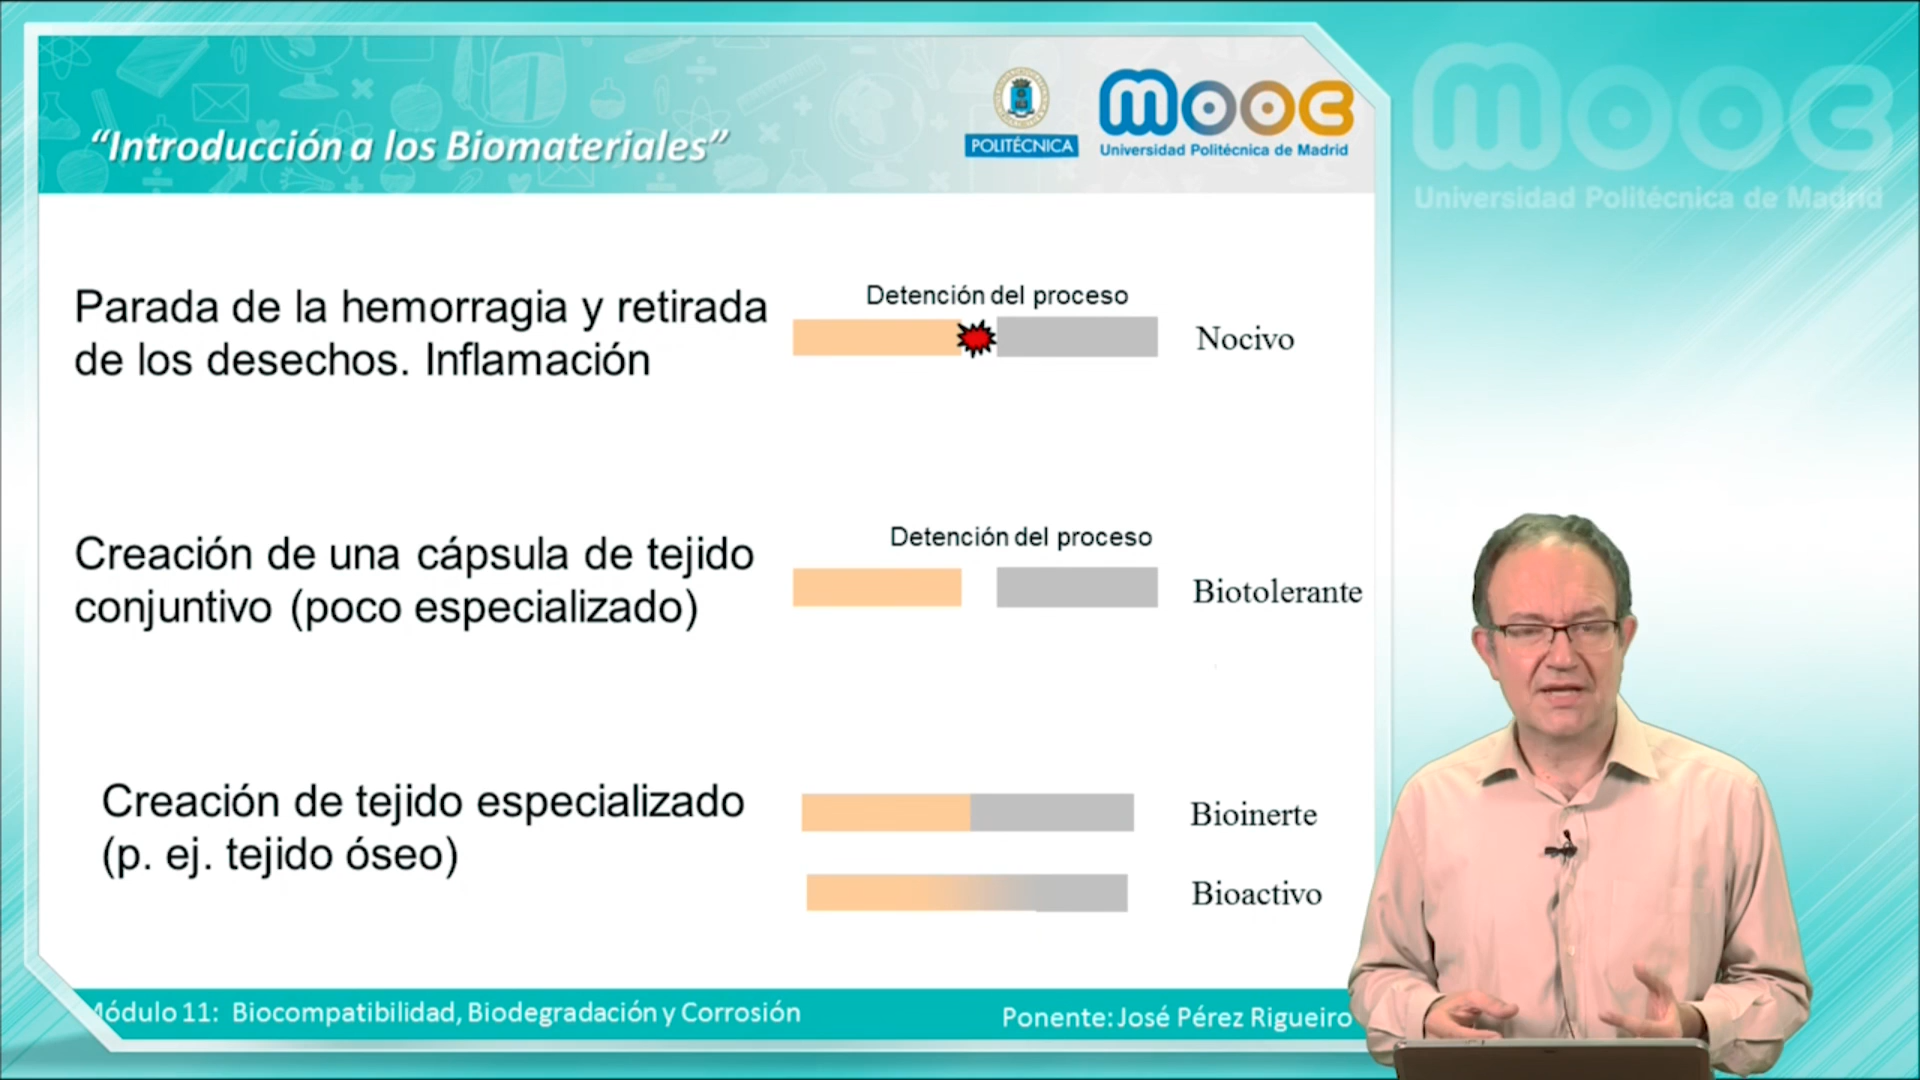 “Introducción a los Biomateriales”
POLITÉCNICA
mooc
Universidad Politécnica de Madrid
mooc
Universidad Politécnica de Madrid
Parada de la hemorragia y retirada
de los desechos. Inflamación
Detención del proceso
Nocivo
Creación de una cápsula de tejido
conjuntivo (poco especializado)
Detención del proceso
Biotolerante
Creación de tejido especializado
(p. ej. tejido óseo)
Bioinerte
Bioactivo
Módulo 11: Biocompatibilidad, Biodegradación y Corrosión
Ponente: José Pérez Rigueiro